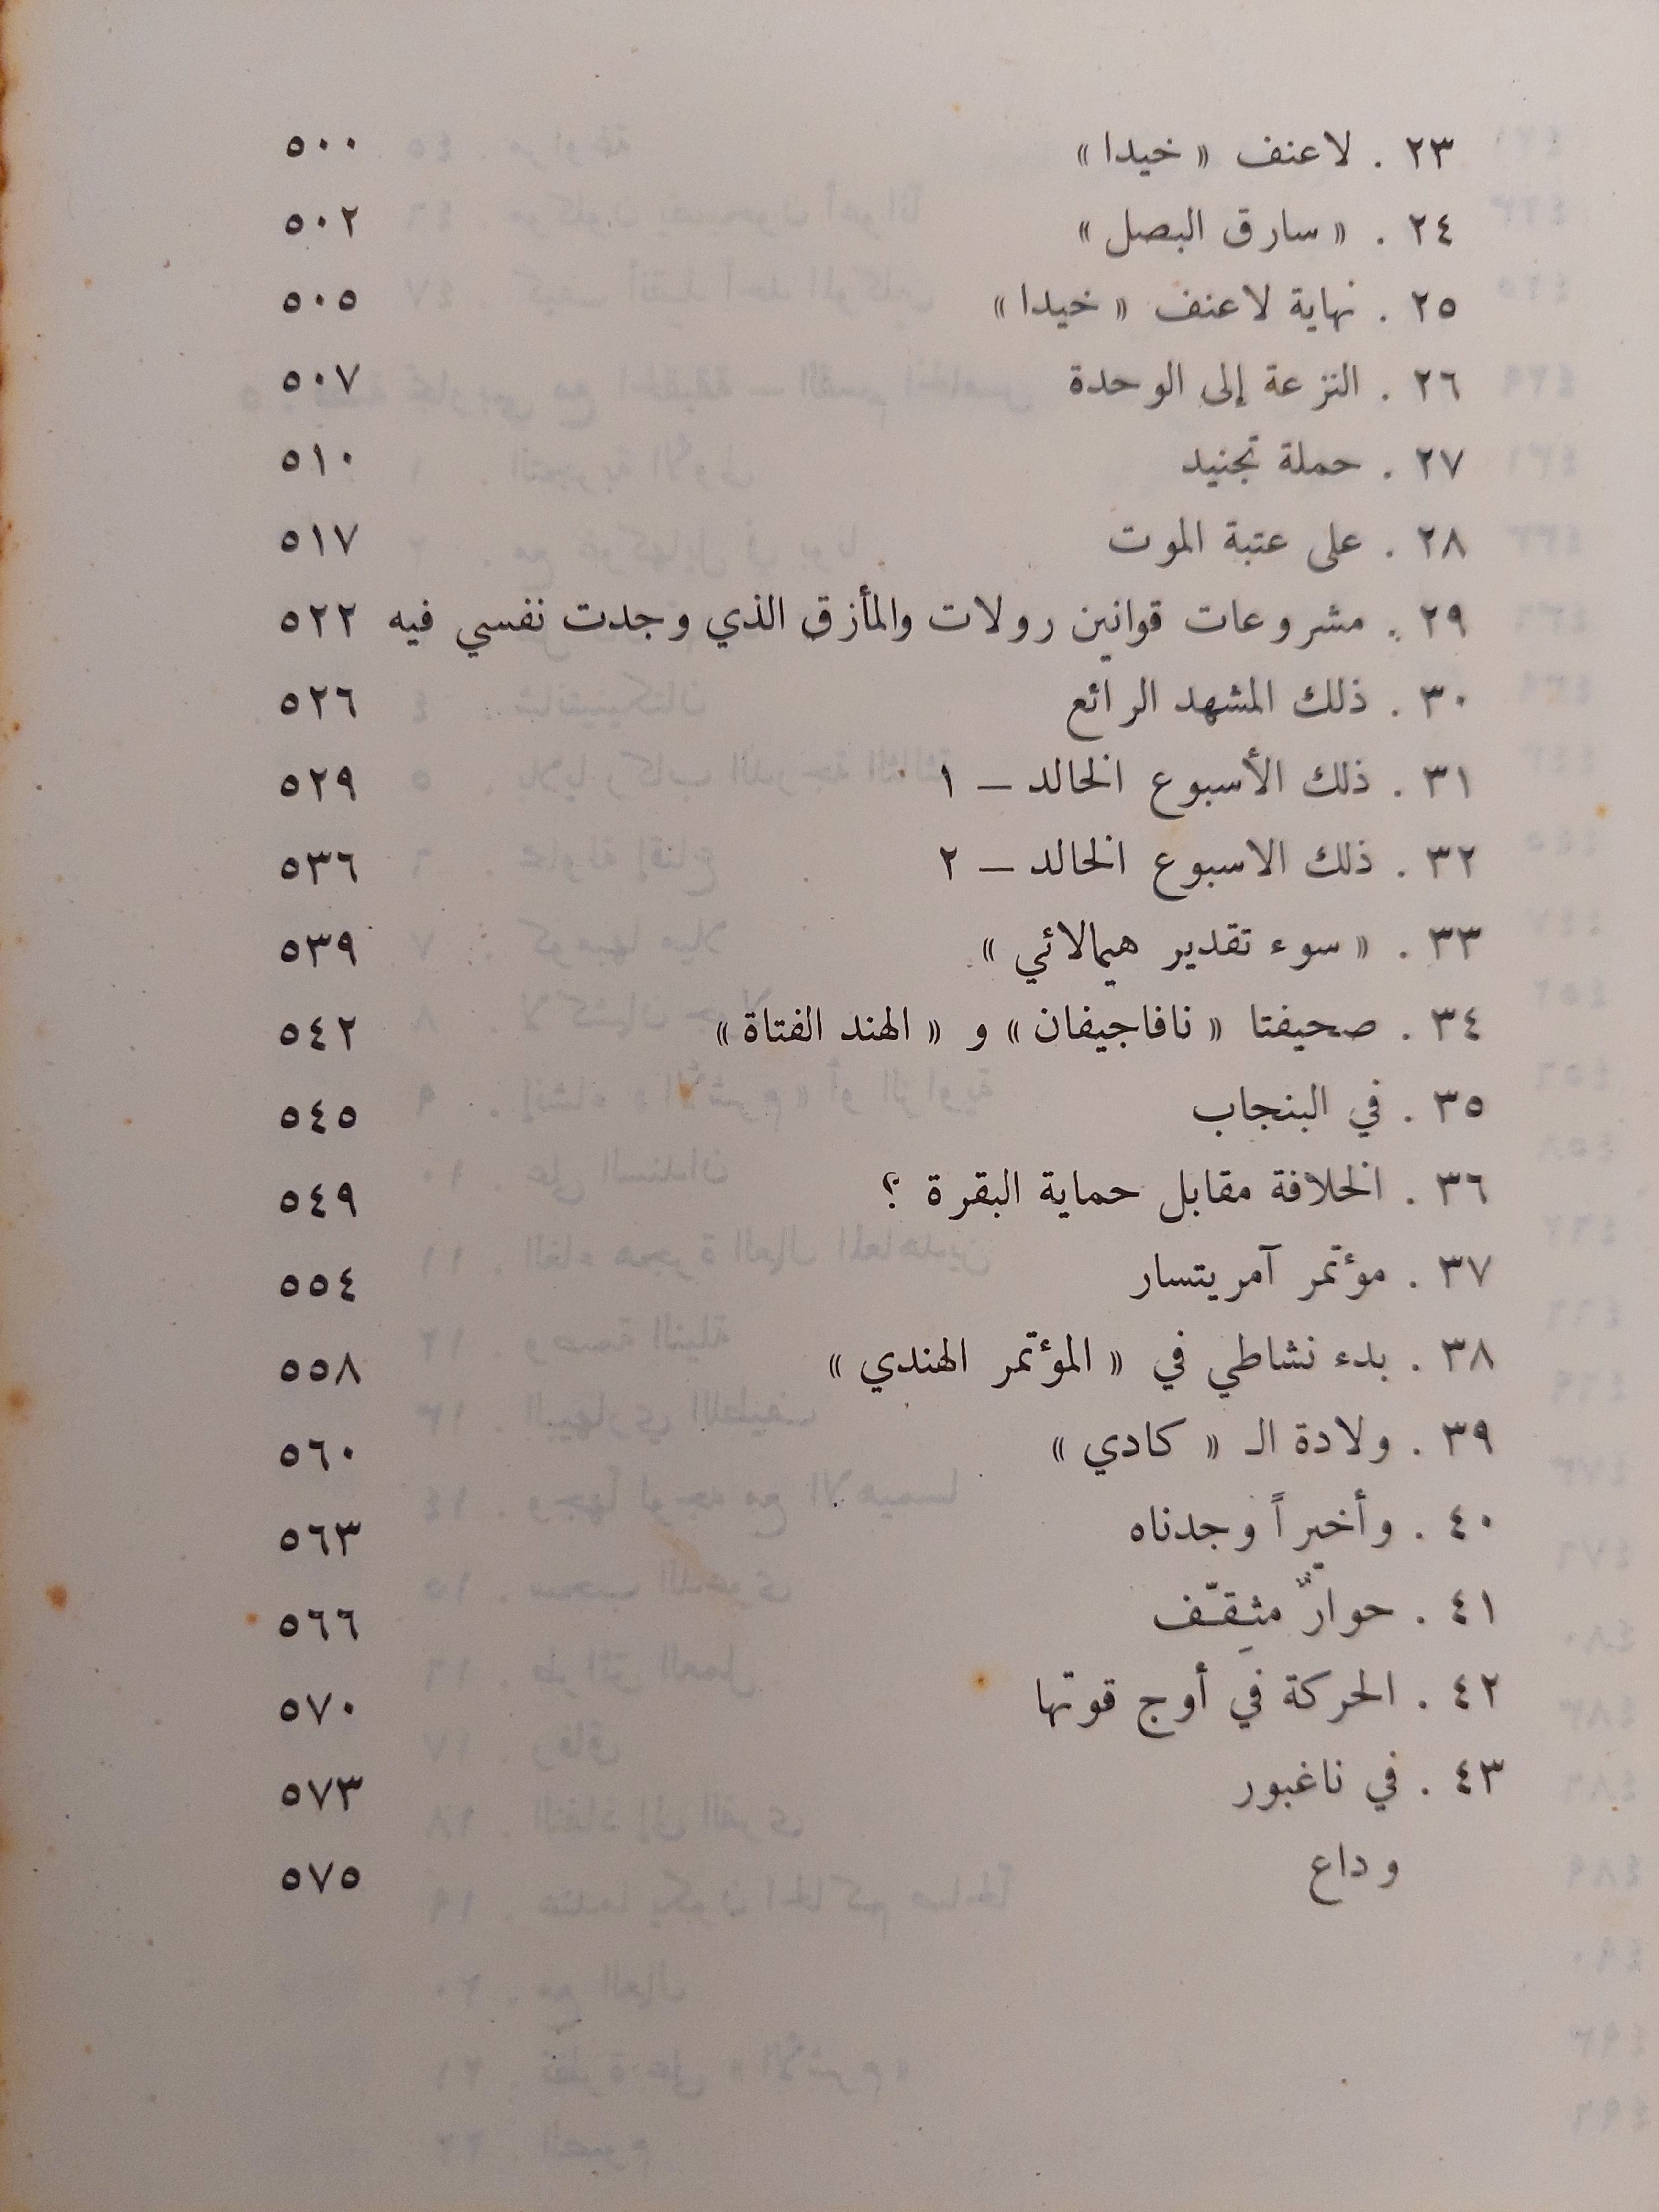 ٢٣ . لاعنف « خيدا » ٥٠٠
٢٤ . « سارق البصل » ٥٠٢
٢٥ . نهاية لاعنف « خيدا » ٥٠٥
٢٦ . النزعة إلى الوحدة ٥٠٧
٢٧ . حملة تجنيد ٥١٠
٢٨ . على عتبة الموت ٥١٧
٢٩ . مشروعات قوانين رولات والمأزق الذي وجدت نفسي فيه ٥٢٢
٣٠ . ذلك المشهد الرائع ٥٢٦
٣١ . ذلك الأسبوع الخالد – ١ ٥٢٩
٣٢ . ذلك الاسبوع الخالد – ٢ ٥٣٦
٣٣ . « سوء تقدير هيمالائي » ٥٣٩
٣٤ . صحيفتا « نافاجيفان » و « الهند الفتاة » ٥٤٢
٣٥ . في البنجاب ٥٤٥
٣٦ . الخلافة مقابل حماية البقرة ؟ ٥٤٩
٣٧ . مؤتمر آمريتسار ٥٥٤
٣٨ . بدء نشاطي في « المؤتمر الهندي » ٥٥٨
٣٩ . ولادة الـ « كادي » ٥٦٠
٤٠ . وأخيراً وجدناه ٥٦٣
٤١ . حوارٌ مثِقّف ٥٦٦
٤٢ . الحركة في أوج قوتها ٥٧٠
٤٣ . في ناغبور ٥٧٣
وداع ٥٧٥